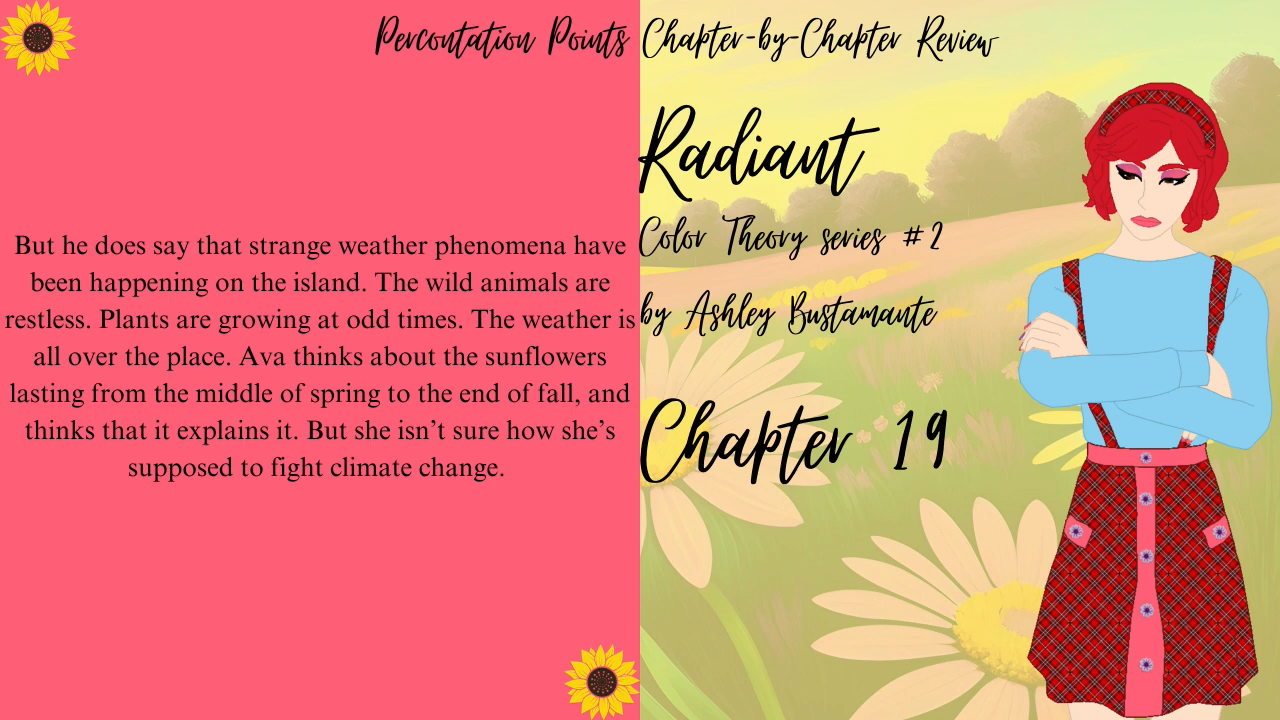 Percontation Points Chapter-by-Chapter Review
But he does say that strange weather phenomena have
been happening on the island. The wild animals are
restless. Plants are growing at odd times. The weather is
all over the place. Ava thinks about the sunflowers
lasting from the middle of spring to the end of fall, and
thinks that it explains it. But she isn’t sure how she’s
supposed to fight climate change.
Radiant
Color Theory series #2
by Ashley Bustamante
Chapter 19